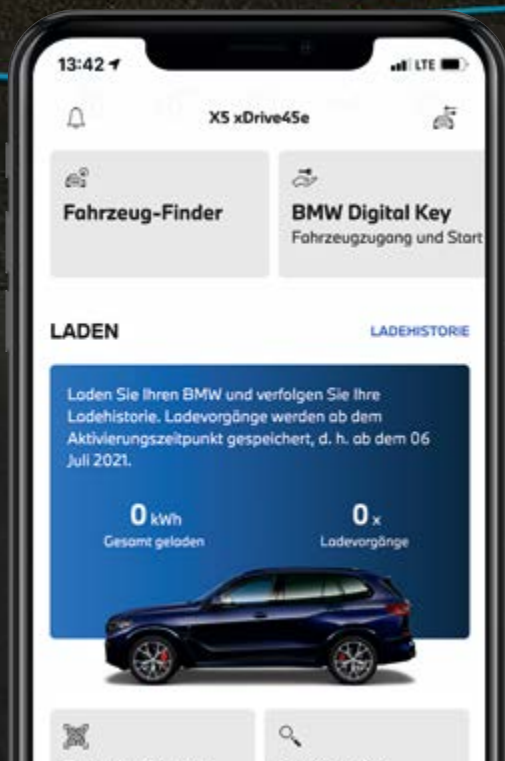 13:42
LTE
X5 xDrive45e
Fahrzeug-Finder
BMW Digital Key
Fahrzeugzugang und Start
LADEN
LADEHISTORIE
Laden Sie Ihren BMW und verfolgen Sie Ihre
Ladehistorie. Ladevorgänge werden ab dem
Aktivierungszeitpunkt gespeichert, d. h. ab dem 06
Juli 2021.
0 kWh
0 x
Gesamt geladen
Ladevorgänge